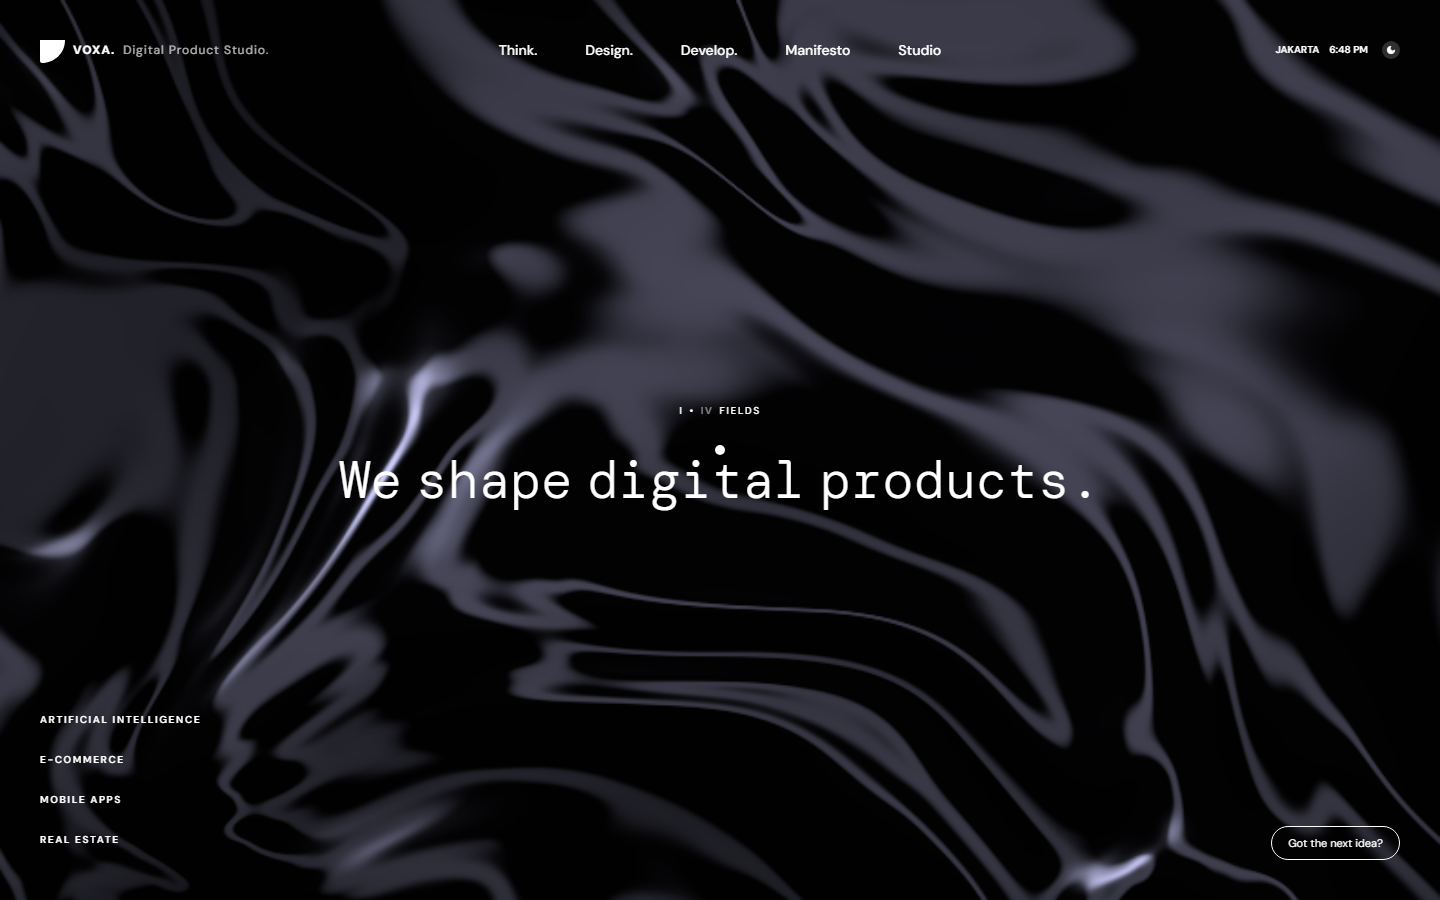 VOXA. Digital Product Studio.
Think. Design. Develop. Manifesto Studio
JAKARTA 6:48 PM
I • IV FIELDS
We shape digital products.
ARTIFICIAL INTELLIGENCE
E-COMMERCE
MOBILE APPS
REAL ESTATE
Got the next idea?